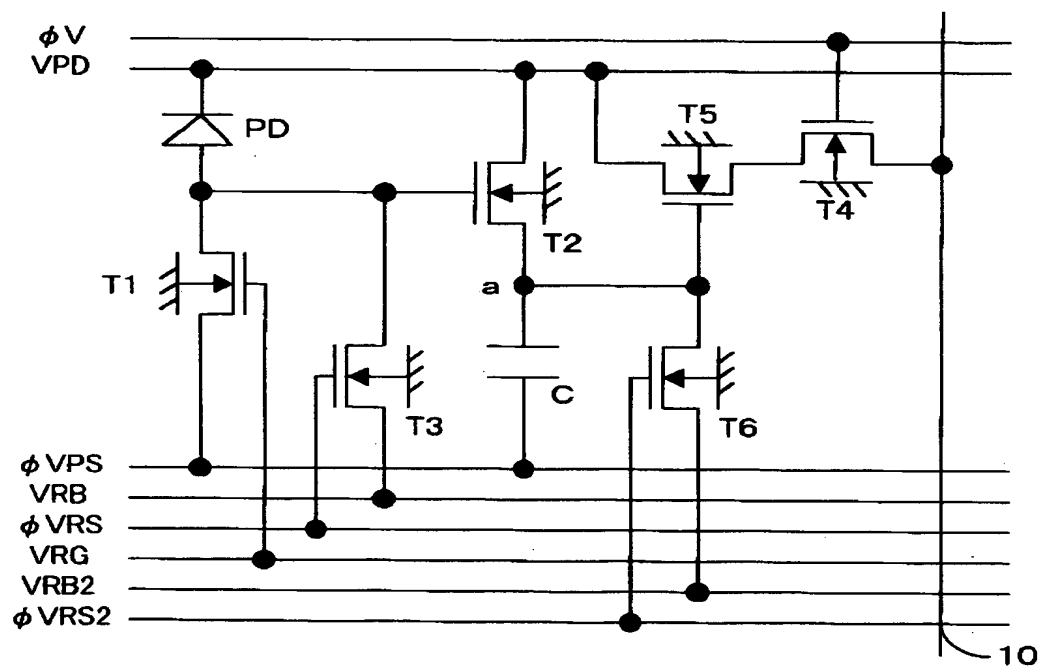 ϕV
VPD
PD
T5
T4
T2
T1
a
C
T3
T6
ϕVPS
VRB
ϕVRS
VRG
VRB2
ϕVRS2
10